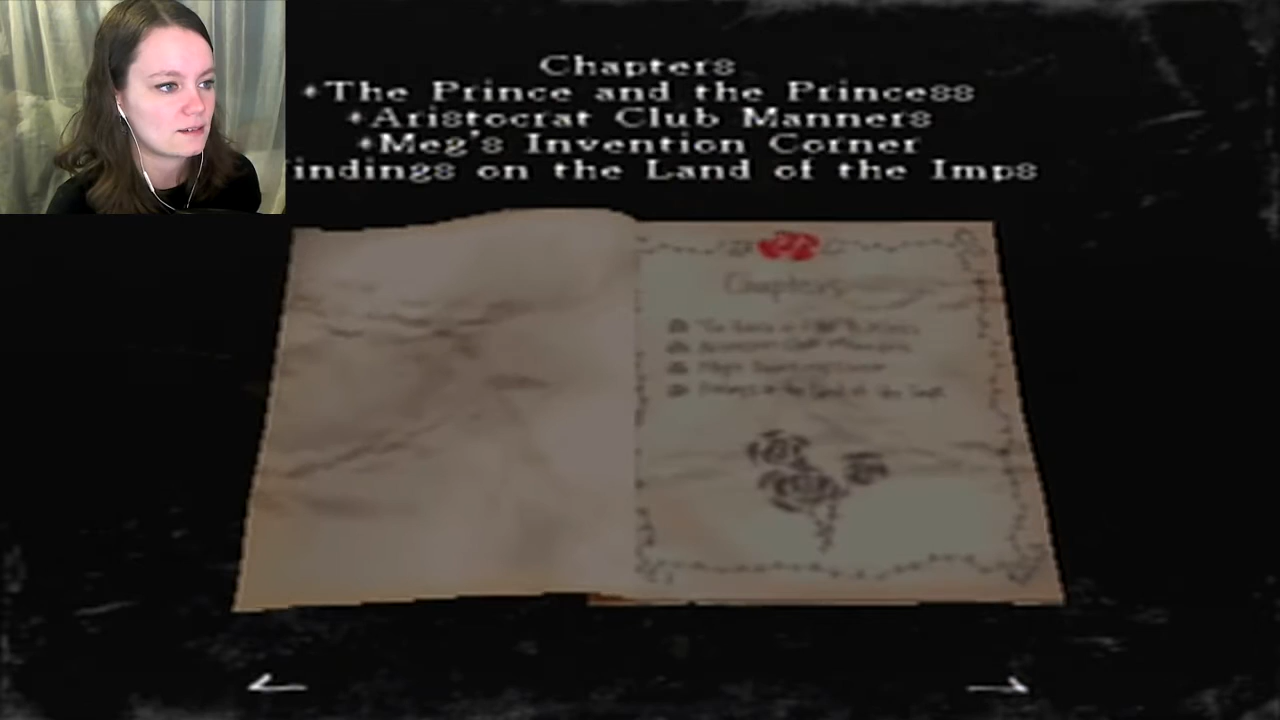 Chapters
*The Prince and the Princess
*Aristocrat Club Manners
*Meg's Invention Corner
indings on the Land of the Imps
Chapters